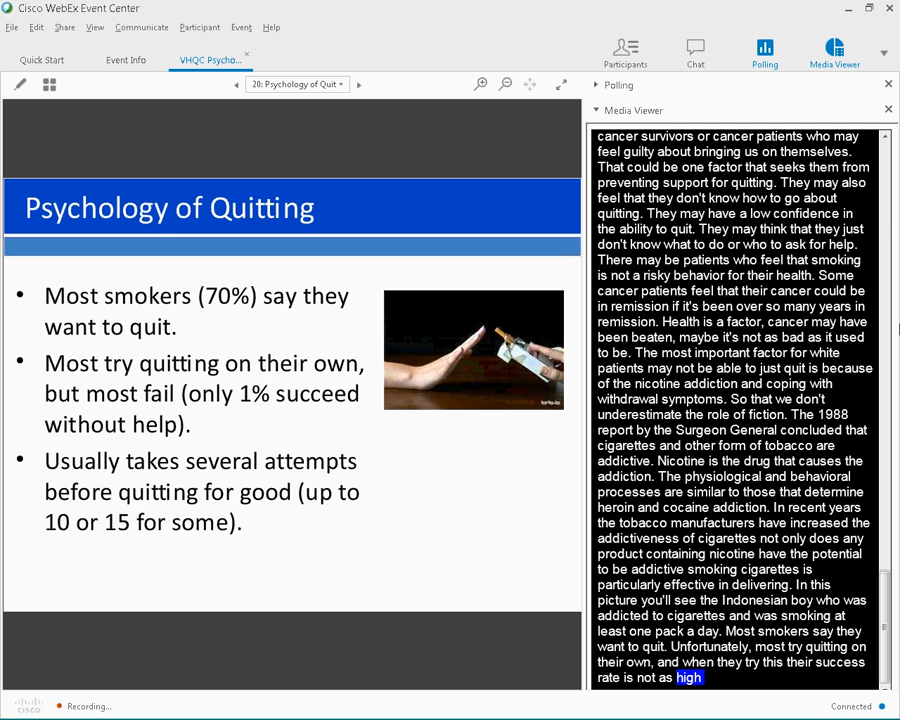 Cisco WebEx Event Center
File Edit Share View Communicate Participant Event Help
Quick Start Event Info VHQC Psycho...
Participants Chat Polling Media Viewer
20: Psychology of Quit
Polling
Media Viewer
Psychology of Quitting
• Most smokers (70%) say they
want to quit.
• Most try quitting on their own,
but most fail (only 1% succeed
without help).
• Usually takes several attempts
before quitting for good (up to
10 or 15 for some).
cancer survivors or cancer patients who may
feel guilty about bringing us on themselves.
That could be one factor that seeks them from
preventing support for quitting. They may also
feel that they don't know how to go about
quitting. They may have a low confidence in
the ability to quit. They may think that they just
don't know what to do or who to ask for help.
There may be patients who feel that smoking
is not a risky behavior for their health. Some
cancer patients feel that their cancer could be
in remission if it's been over so many years in
remission. Health is a factor, cancer may have
been beaten, maybe it's not as bad as it used
to be. The most important factor for white
patients may not be able to just quit is because
of the nicotine addiction and coping with
withdrawal symptoms. So that we don't
underestimate the role of fiction. The 1988
report by the Surgeon General concluded that
cigarettes and other form of tobacco are
addictive. Nicotine is the drug that causes the
addiction. The physiological and behavioral
processes are similar to those that determine
heroin and cocaine addiction. In recent years
the tobacco manufacturers have increased the
addictiveness of cigarettes not only does any
product containing nicotine have the potential
to be addictive smoking cigarettes is
particularly effective in delivering. In this
picture you'll see the Indonesian boy who was
addicted to cigarettes and was smoking at
least one pack a day. Most smokers say they
want to quit. Unfortunately, most try quitting on
their own, and when they try this their success
rate is not as high
cisco
Recording...
Connected